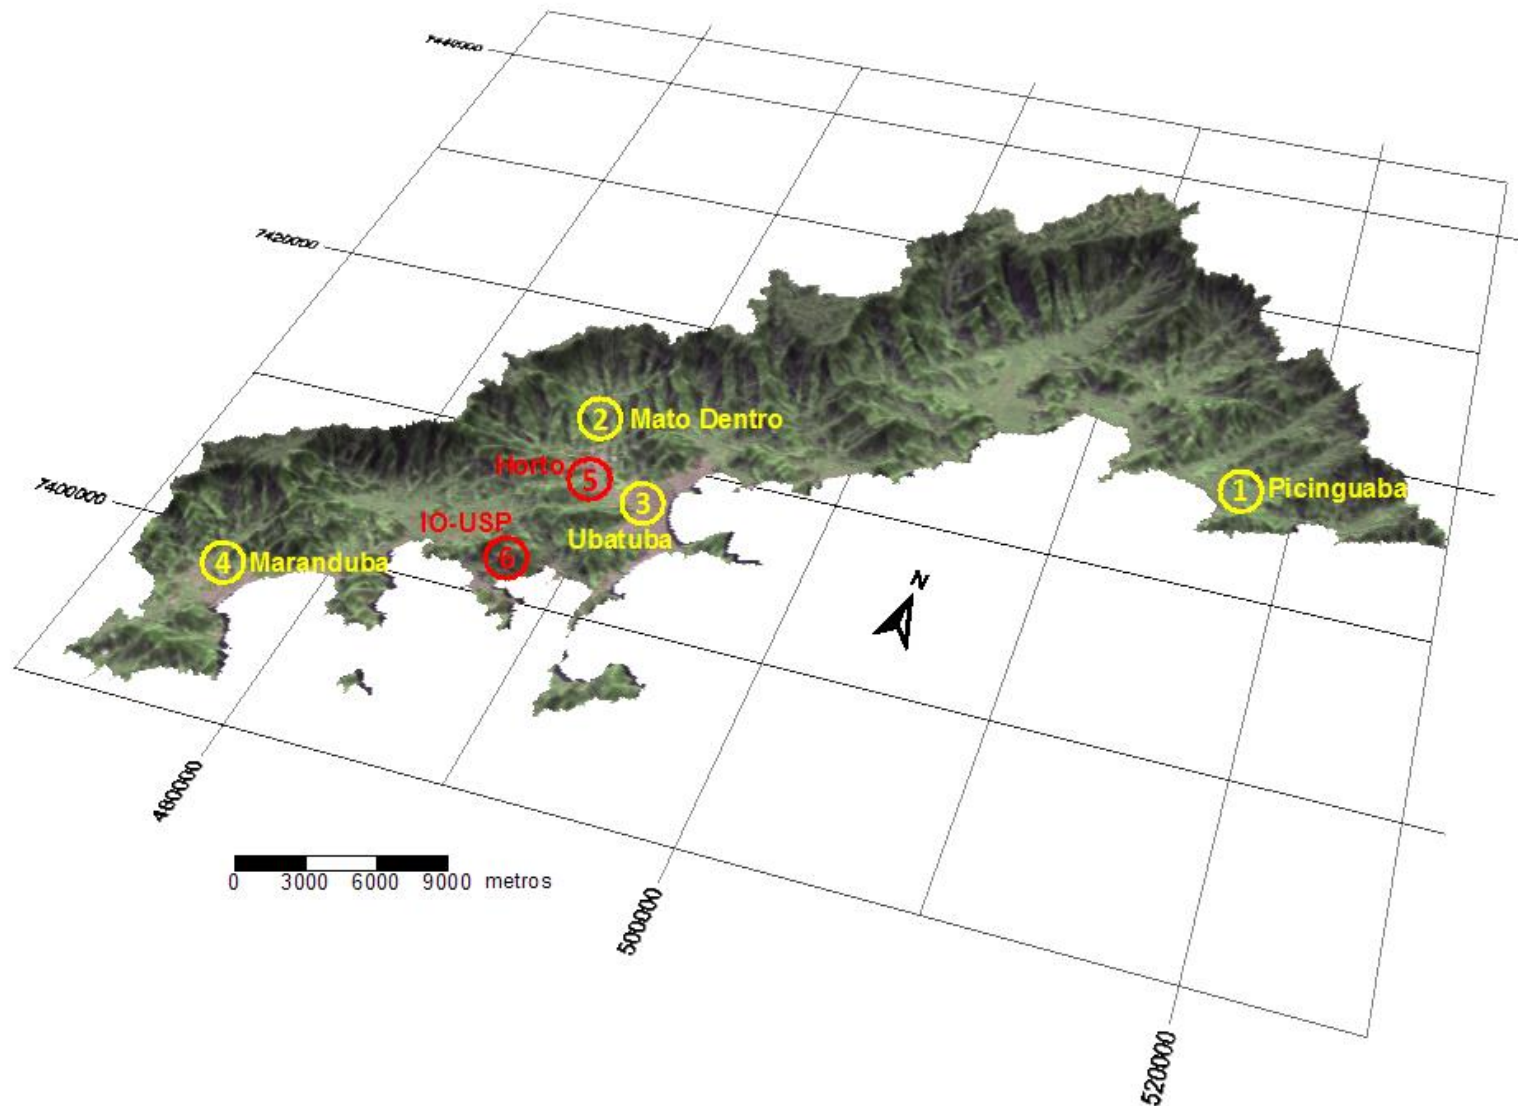 7440000
7420000
7400000
2 Mato Dentro
Horto 5
3
Ubatuba
IO-USP
6
4 Maranduba
1 Picinguaba
N
480000
500000
520000
0 3000 6000 9000 metros